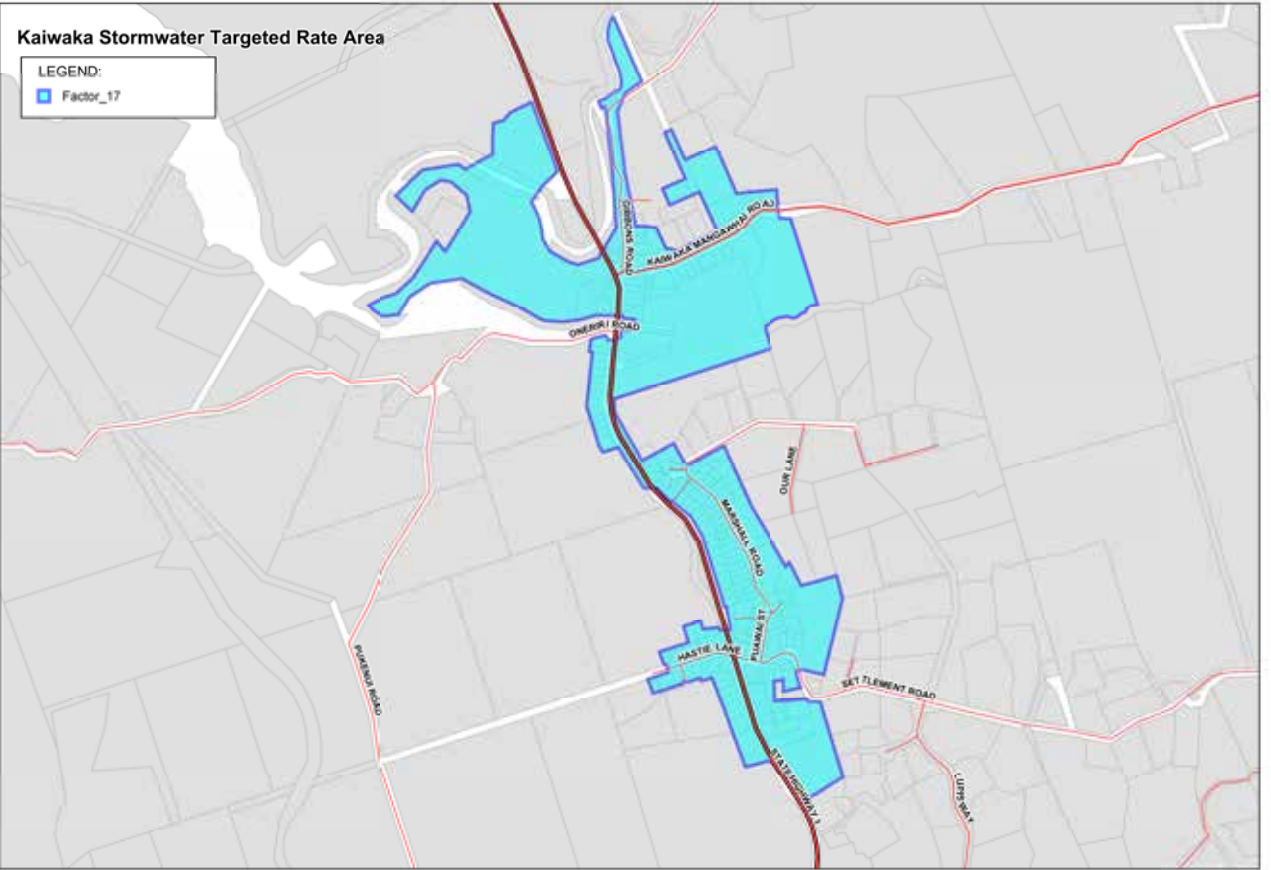 Kaiwaka Stormwater Targeted Rate Area
LEGEND:
Factor_17
GIBBONS ROAD
KAIWAKA MANGAWHAI ROAD
ONERIRI ROAD
OUR LANE
MARSHALL ROAD
PUAWAI ST
HASTIE LANE
PUKENUI ROAD
SETTLEMENT ROAD
STATE HIGHWAY 1
LUPPS WAY